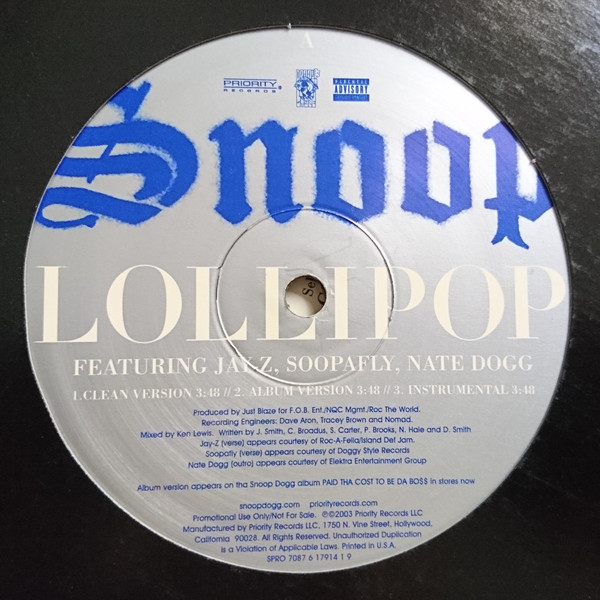 A
PRIORITY
RECORDS
PARENTAL
ADVISORY
EXPLICIT LYRICS
Snoop
LOLLIPOP
FEATURING JAY-Z, SOOPAFLY, NATE DOGG
1.CLEAN VERSION 3:48 // 2. ALBUM VERSION 3:48 // 3. INSTRUMENTAL 3:48
Produced by Just Blaze for F.O.B. Ent./NQC Mgmt./Roc The World.
Recording Engineers: Dave Aron, Tracey Brown and Nomad.
Mixed by Ken Lewis. Written by J. Smith, C. Broadus, S. Carter, P. Brooks, N. Hale and D. Smith
Jay-Z (verse) appears courtesy of Roc-A-Fella/Island Def Jam.
Soopafly (verse) appears courtesy of Doggy Style Records
Nate Dogg (outro) appears courtesy of Elektra Entertainment Group
Album version appears on tha Snoop Dogg album PAID THA COST TO BE DA BO$$ in stores now
snoopdogg.com priorityrecords.com
Promotional Use Only/Not For Sale. ℗©2003 Priority Records LLC
Manufactured by Priority Records LLC, 1750 N. Vine Street, Hollywood,
California 90028. All Rights Reserved. Unauthorized Duplication
is a Violation of Applicable Laws. Printed in U.S.A.
SPRO 7087 6 17914 1 9